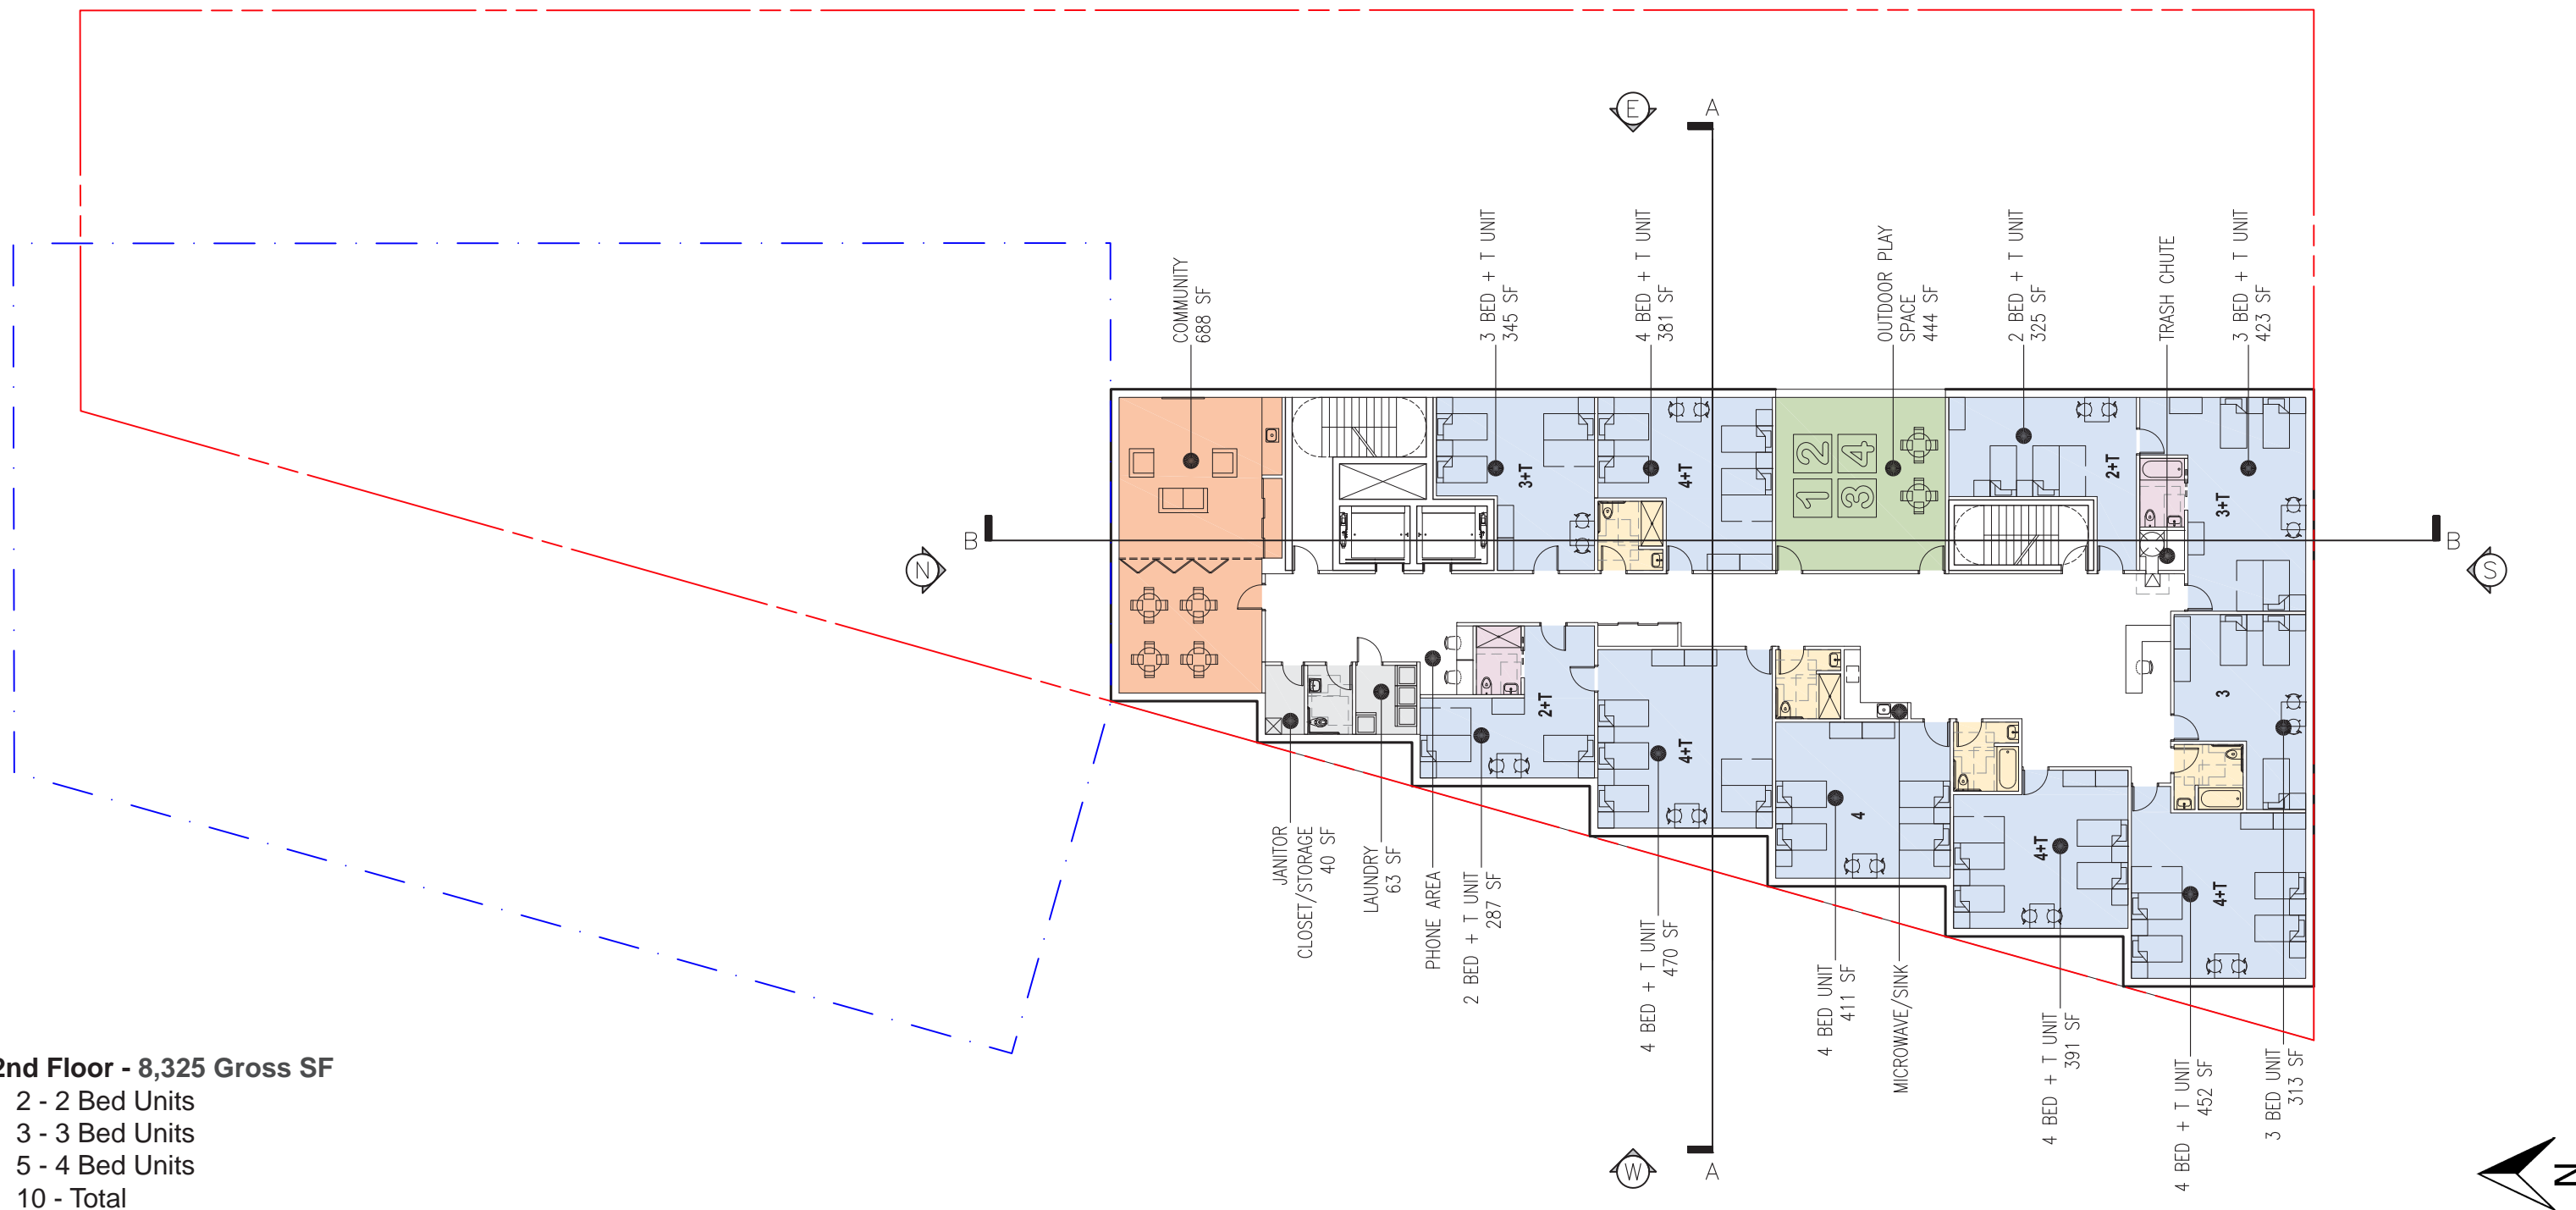 E
A
COMMUNITY
688 SF
3 BED + T UNIT
345 SF
4 BED + T UNIT
381 SF
OUTDOOR PLAY
SPACE
444 SF
2 BED + T UNIT
325 SF
TRASH CHUTE
3 BED + T UNIT
423 SF
3+T
4+T
1
2
3
4
2+T
3+T
B
B
N
S
2+T
4+T
4
4+T
4+T
3
JANITOR
CLOSET/STORAGE
40 SF
LAUNDRY
63 SF
PHONE AREA
2 BED + T UNIT
287 SF
4 BED + T UNIT
470 SF
4 BED UNIT
411 SF
MICROWAVE/SINK
4 BED + T UNIT
391 SF
4 BED + T UNIT
452 SF
3 BED UNIT
313 SF
W
A
N
2nd Floor - 8,325 Gross SF
2 - 2 Bed Units
3 - 3 Bed Units
5 - 4 Bed Units
10 - Total